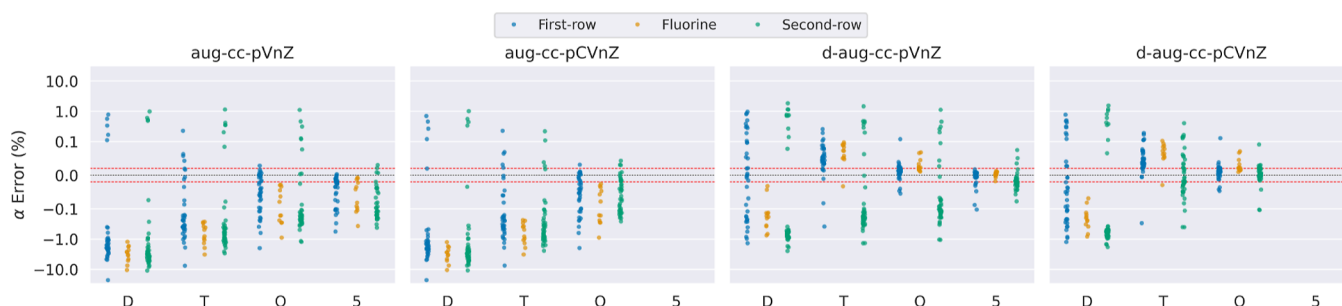 First-row Fluorine Second-row
aug-cc-pVnZ aug-cc-pCVnZ d-aug-cc-pVnZ d-aug-cc-pCVnZ
α Error (%)
10.0
1.0
0.1
0.0
−0.1
−1.0
−10.0
D T Q 5 D T Q 5 D T Q 5 D T Q 5